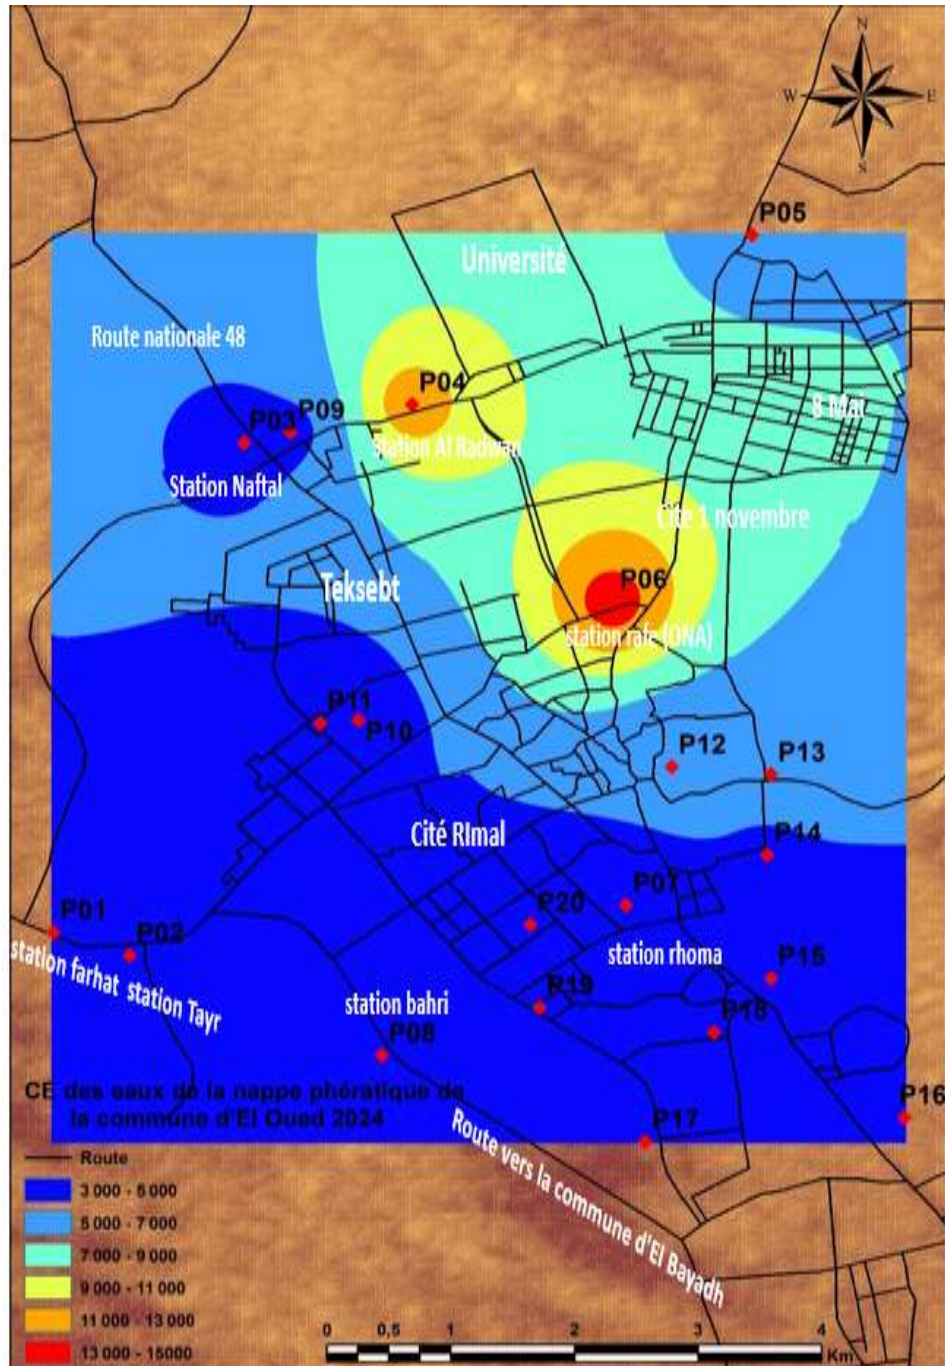 N
W
E
S
P05
Université
Route nationale 48
P04
P09
P03
8 Mai
Station Al Radwan
Station Naftal
Cite 1 novembre
P06
Teksebt
station rafe (ONA)
P11
P10
P12
P13
Cité RImal
P14
P07
P20
P01
P02
station rhoma
station farhat station Tayr
P15
P19
station bahri
P18
P08
CE des eaux de la nappe phératique de
la commune d'El Oued 2024
P16
P17
Route vers la commune d'El Bayadh
Route
3 000 - 5 000
5 000 - 7 000
7 000 - 9 000
9 000 - 11 000
11 000 - 13 000
13 000 - 15000
0 0,5 1 2 3 4
Km